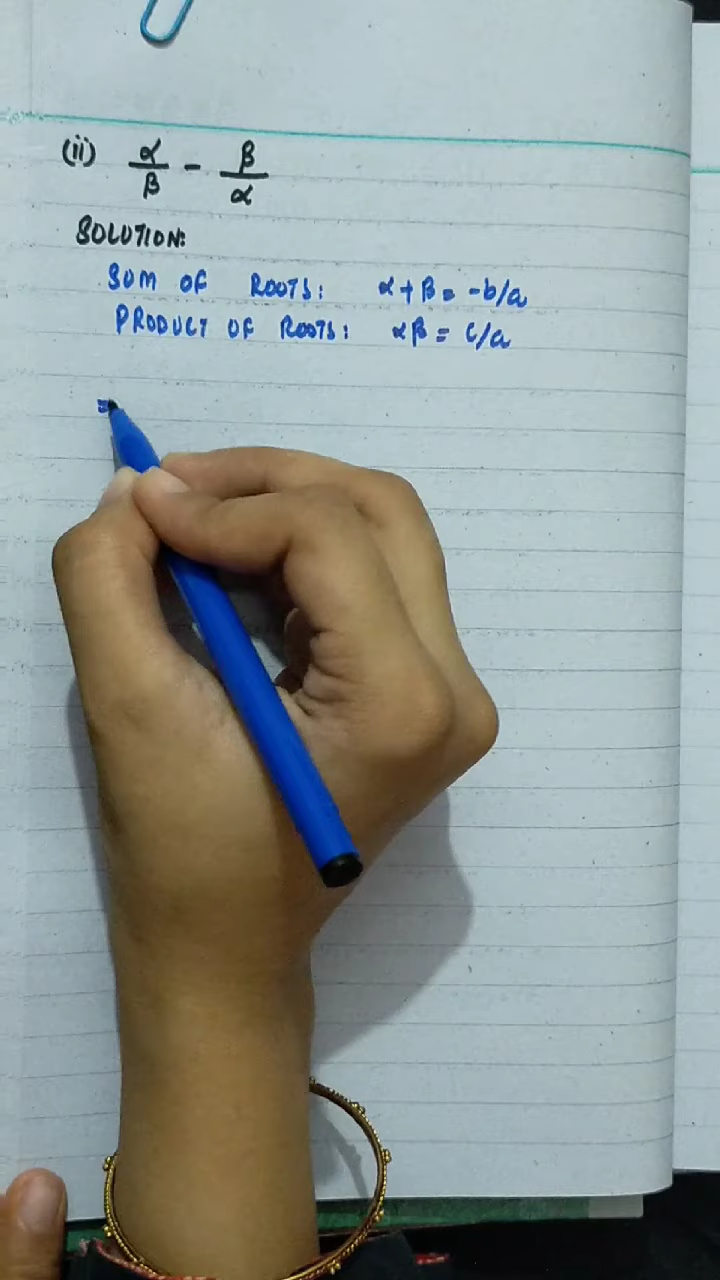 (ii) α/β - β/α
SOLUTION:
SUM OF ROOTS: α+β = -b/a
PRODUCT OF ROOTS: αβ = c/a
=